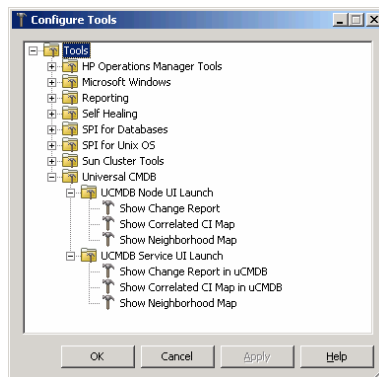 Configure Tools
Tools
HP Operations Manager Tools
Microsoft Windows
Reporting
Self Healing
SPI for Databases
SPI for Unix OS
Sun Cluster Tools
Universal CMDB
UCMDB Node UI Launch
Show Change Report
Show Correlated CI Map
Show Neighborhood Map
UCMDB Service UI Launch
Show Change Report in uCMDB
Show Correlated CI Map in uCMDB
Show Neighborhood Map
OK Cancel Apply Help